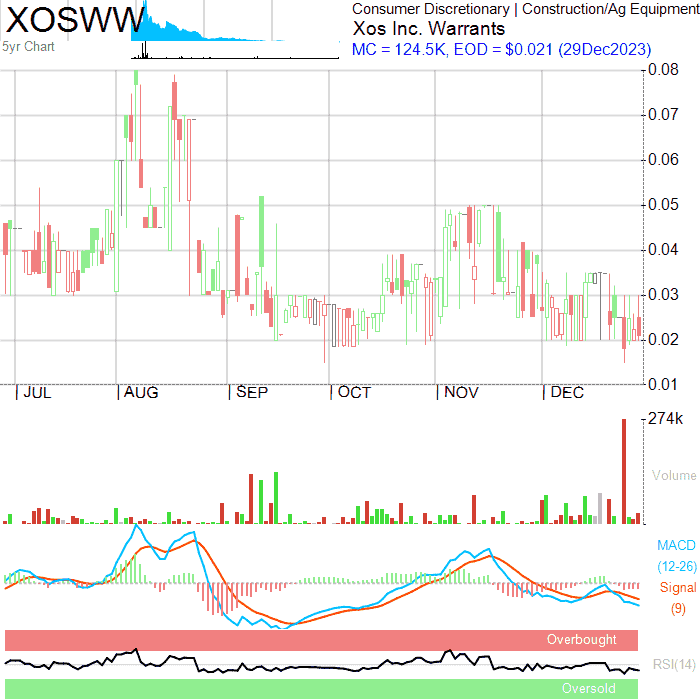 XOSWW
Consumer Discretionary | Construction/Ag Equipment
Xos Inc. Warrants
5yr Chart
MC = 124.5K, EOD = $0.021 (29Dec2023)
0.08
0.07
0.06
0.05
0.04
0.03
0.02
0.01
JUL AUG SEP OCT NOV DEC
274k
Volume
MACD
(12-26)
Signal
(9)
Overbought
RSI(14)
Oversold